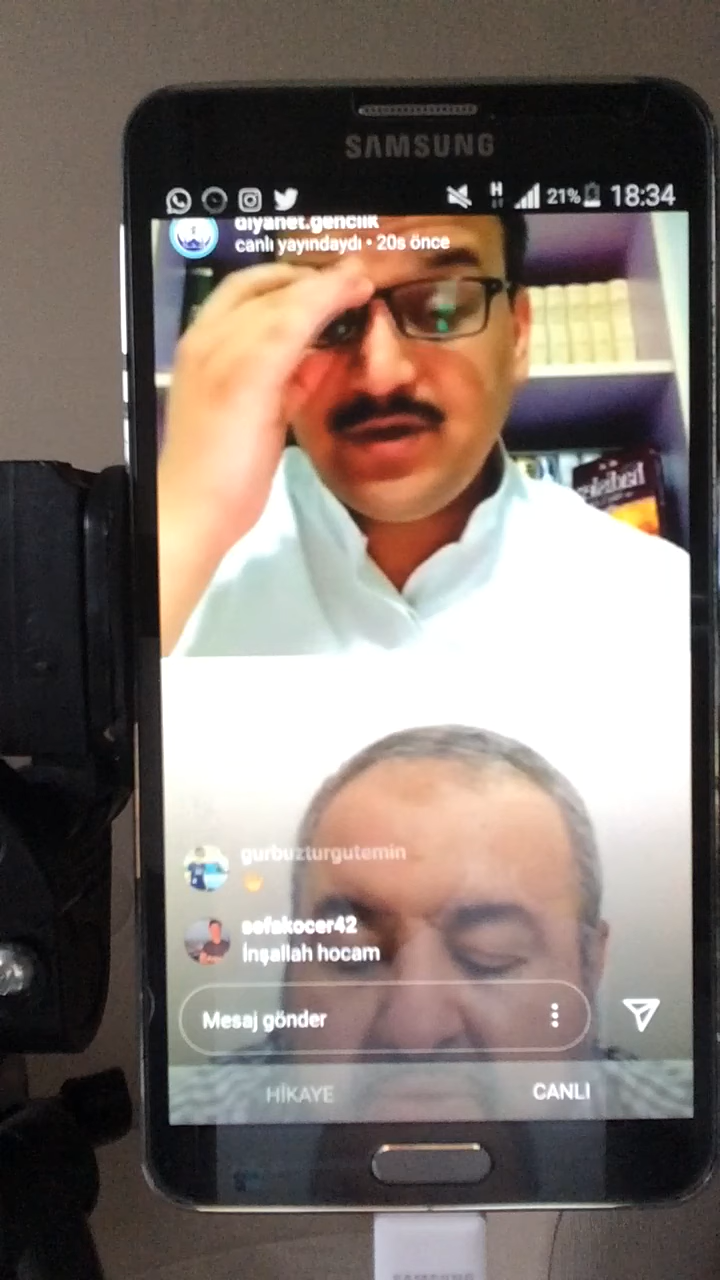 SAMSUNG
H 21% 18:34
diyanet.genclik
canlı yayındaydı • 20s önce
gurbuzturgutemin
sefakocer42
İnşallah hocam
Mesaj gönder
HİKAYE
CANLI
SAMSUNG